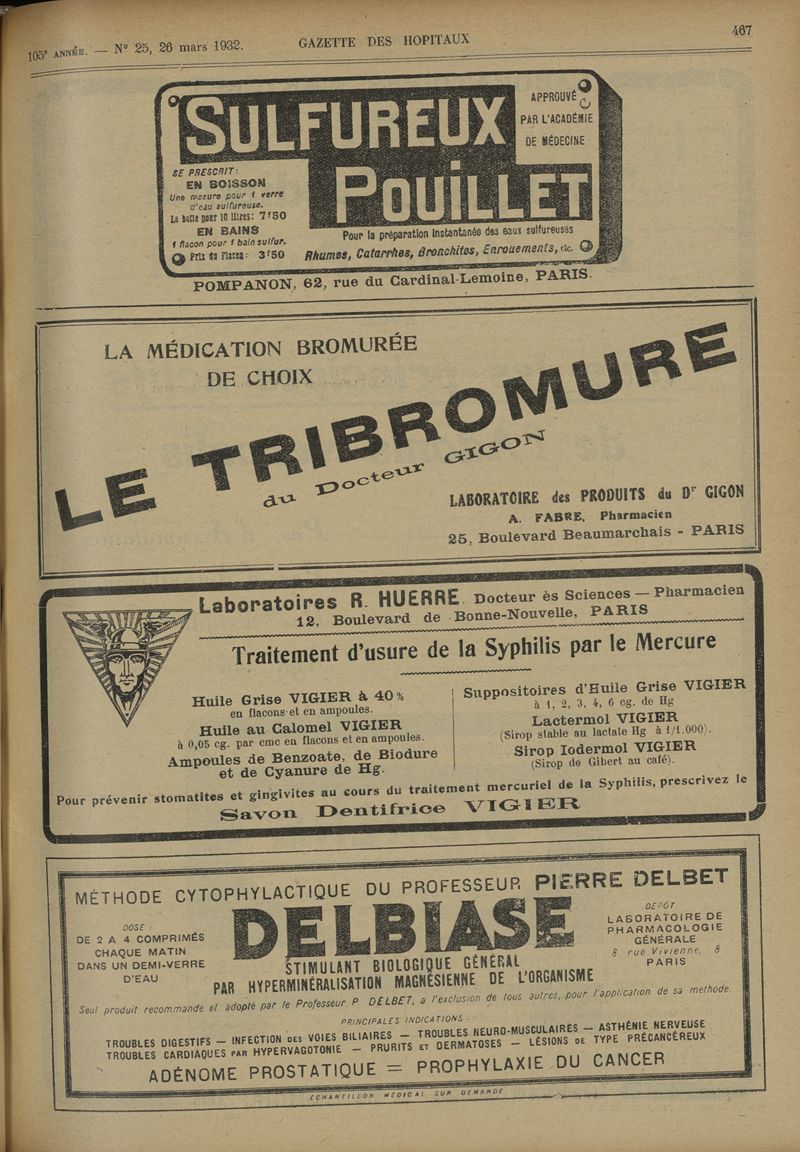 105e ANNÉE. — No 25, 26 mars 1932.
GAZETTE DES HOPITAUX
467
SULFUREUX
POUILLET
APPROUVÉ
PAR L'ACADÉMIE
DE MÉDECINE
SE PRESCRIT:
EN BOISSON
Une mesure pour 1 verre
d'eau sulfureuse.
La boîte pour 10 litres: 7f50
EN BAINS
1 flacon pour 1 bain sulfur.
Prix du Flacon: 3f50
Pour la préparation instantanée des eaux sulfureuses
Rhumes, Catarrhes, Bronchites, Enrouements, etc.
POMPANON, 62, rue du Cardinal-Lemoine, PARIS.
LA MÉDICATION BROMURÉE
DE CHOIX
LE TRIBROMURE
du Docteur GIGON
LABORATOIRE des PRODUITS du Dr GIGON
A. FABRE, Pharmacien
25, Boulevard Beaumarchais - PARIS
Laboratoires R. HUERRE Docteur ès Sciences — Pharmacien
12, Boulevard de Bonne-Nouvelle, PARIS
Traitement d'usure de la Syphilis par le Mercure
Huile Grise VIGIER à 40 %
en flacons et en ampoules.
Huile au Calomel VIGIER
à 0,05 cg. par cmc en flacons et en ampoules.
Ampoules de Benzoate, de Biodure
et de Cyanure de Hg.
Suppositoires d'Huile Grise VIGIER
à 1, 2, 3, 4, 6 cg. de Hg
Lactermol VIGIER
(Sirop stable au lactate Hg à 1/1.000).
Sirop Iodermol VIGIER
(Sirop de Gibert au café).
Pour prévenir stomatites et gingivites au cours du traitement mercuriel de la Syphilis, prescrivez le
Savon Dentifrice VIGIER
MÉTHODE CYTOPHYLACTIQUE DU PROFESSEUR PIERRE DELBET
DELBIASE
DOSE :
DE 2 A 4 COMPRIMÉS
CHAQUE MATIN
DANS UN DEMI-VERRE
D'EAU
DEPÔT
LABORATOIRE DE
PHARMACOLOGIE
GÉNÉRALE
8, rue Vivienne, 8
PARIS
STIMULANT BIOLOGIQUE GÉNÉRAL
PAR HYPERMINÉRALISATION MAGNÉSIENNE DE L'ORGANISME
Seul produit recommandé et adopté par le Professeur P. DELBET, a l'exclusion de tous autres, pour l'application de sa methode.
PRINCIPALES INDICATIONS :
TROUBLES DIGESTIFS — INFECTION DES VOIES BILIAIRES — TROUBLES NEURO-MUSCULAIRES — ASTHÉNIE NERVEUSE
TROUBLES CARDIAQUES PAR HYPERVAGOTONIE — PRURITS ET DERMATOSES — LÉSIONS DE TYPE PRÉCANCÉREUX
ADÉNOME PROSTATIQUE = PROPHYLAXIE DU CANCER
ÉCHANTILLON MÉDICAL SUR DEMANDE